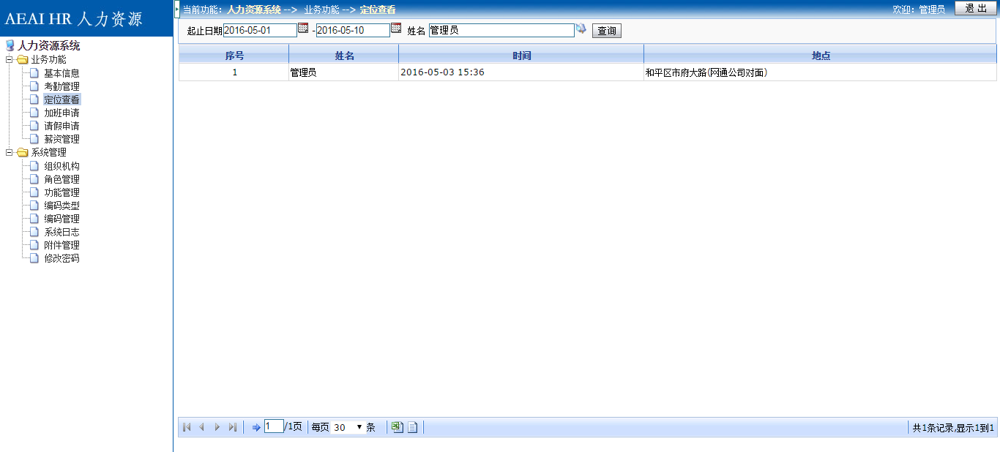 AEAI HR 人力资源
当前功能：人力资源系统 --> 业务功能 --> 定位查看
欢迎：管理员
退 出
人力资源系统
业务功能
基本信息
考勤管理
定位查看
加班申请
请假申请
薪资管理
系统管理
组织机构
角色管理
功能管理
编码类型
编码管理
系统日志
附件管理
修改密码
起止日期 2016-05-01 - 2016-05-10 姓名 管理员 查询
序号 姓名 时间 地点
1 管理员 2016-05-03 15:36 和平区市府大路(网通公司对面)
1 /1页 每页 30 条
共1条记录,显示1到1